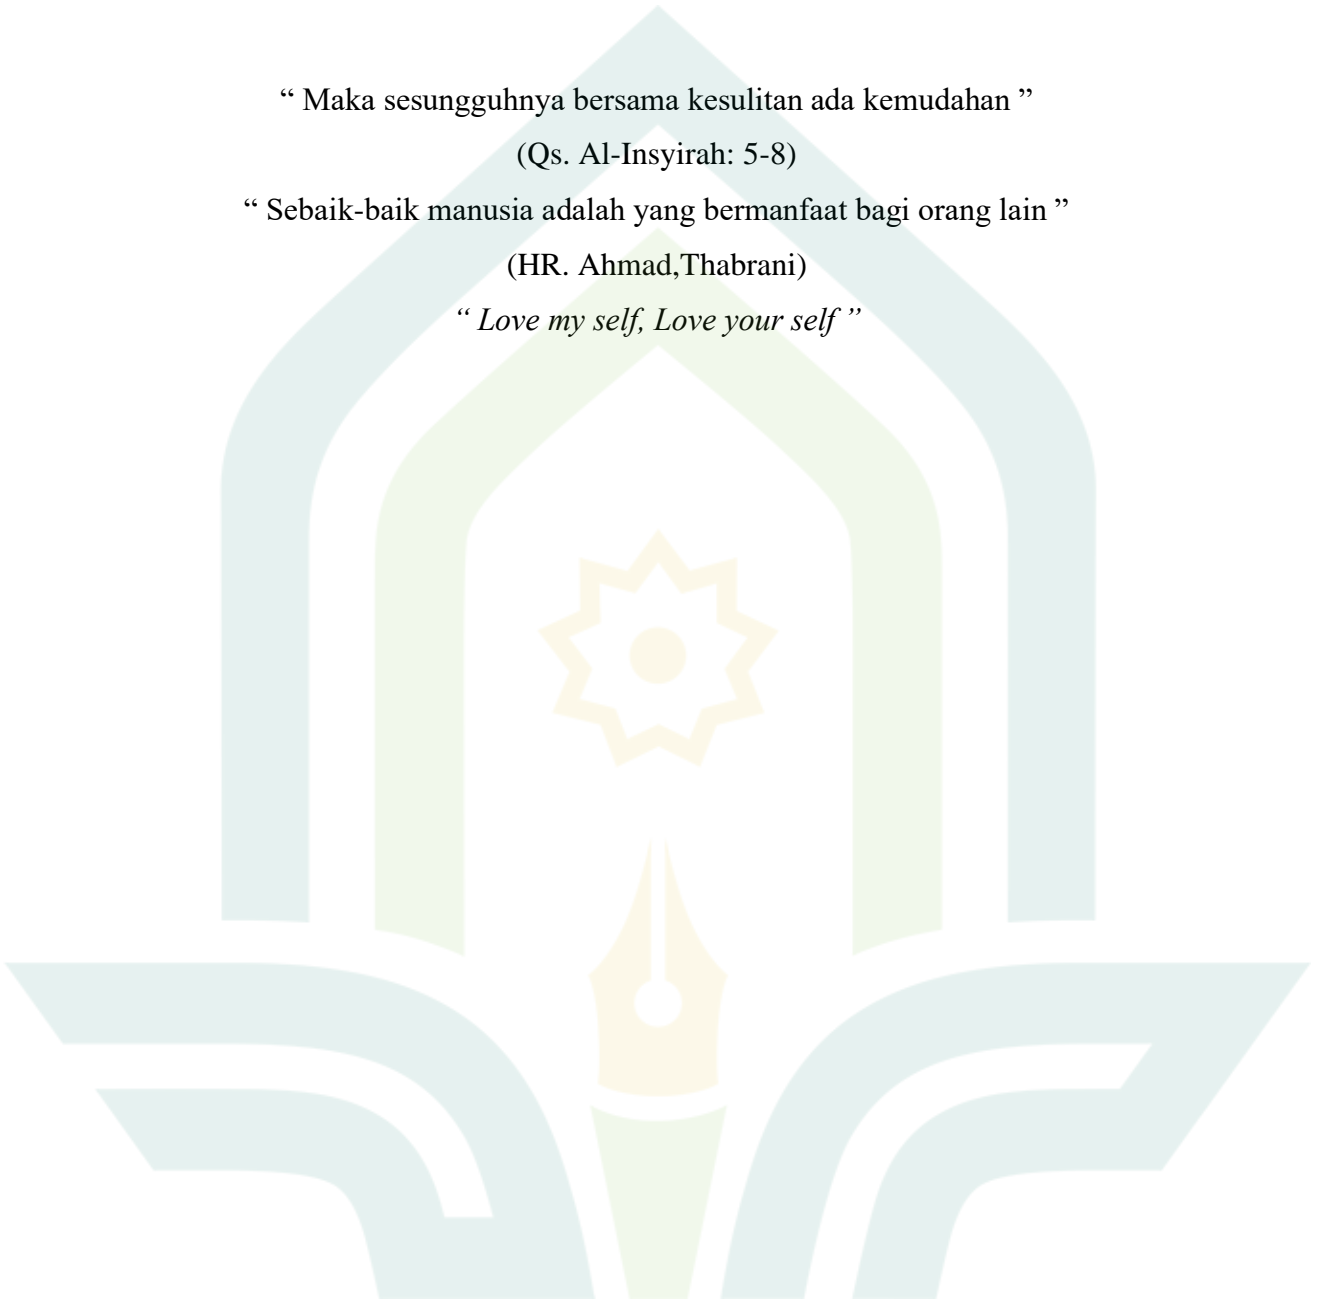 “ Maka sesungguhnya bersama kesulitan ada kemudahan ”
(Qs. Al-Insyirah: 5-8)
“ Sebaik-baik manusia adalah yang bermanfaat bagi orang lain ”
(HR. Ahmad,Thabrani)
“ Love my self, Love your self ”